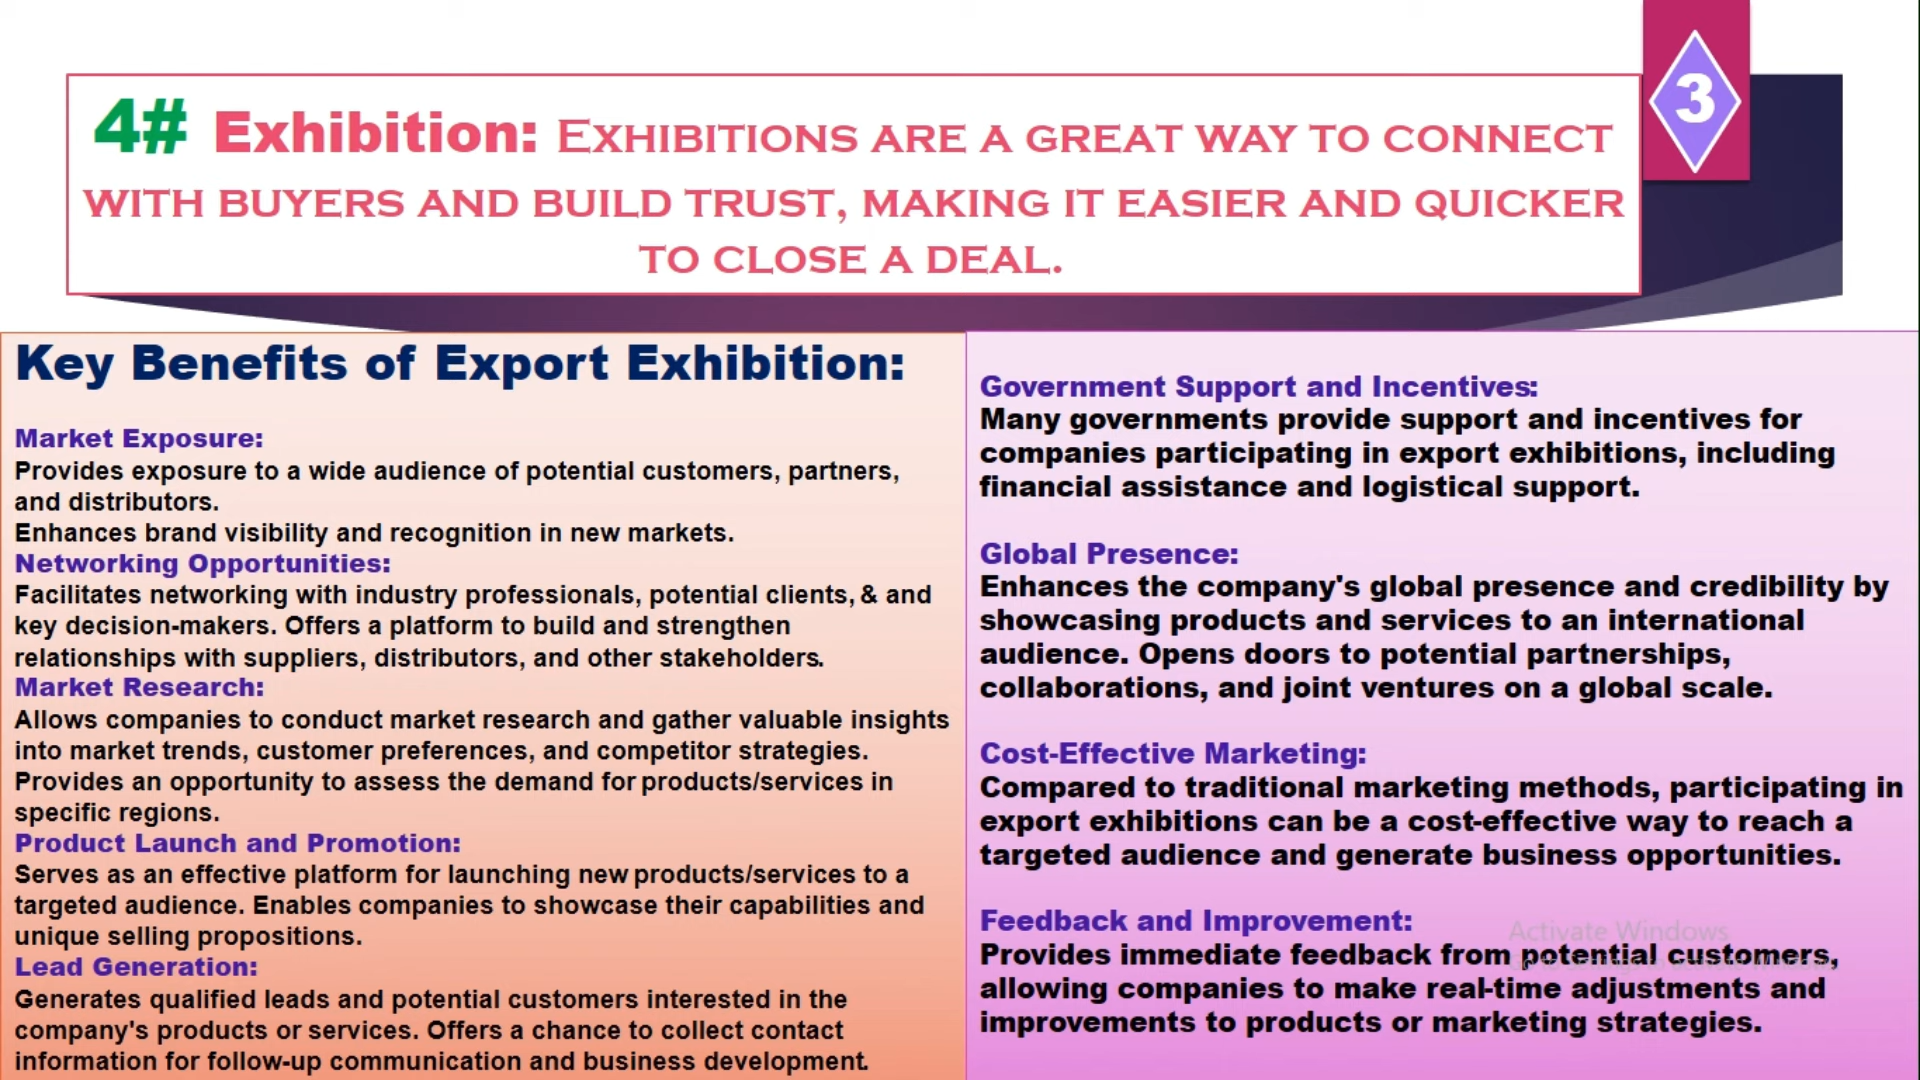 3
4# Exhibition: EXHIBITIONS ARE A GREAT WAY TO CONNECT
WITH BUYERS AND BUILD TRUST, MAKING IT EASIER AND QUICKER
TO CLOSE A DEAL.
Key Benefits of Export Exhibition:
Market Exposure:
Provides exposure to a wide audience of potential customers, partners,
and distributors.
Enhances brand visibility and recognition in new markets.
Networking Opportunities:
Facilitates networking with industry professionals, potential clients, & and
key decision-makers. Offers a platform to build and strengthen
relationships with suppliers, distributors, and other stakeholders.
Market Research:
Allows companies to conduct market research and gather valuable insights
into market trends, customer preferences, and competitor strategies.
Provides an opportunity to assess the demand for products/services in
specific regions.
Product Launch and Promotion:
Serves as an effective platform for launching new products/services to a
targeted audience. Enables companies to showcase their capabilities and
unique selling propositions.
Lead Generation:
Generates qualified leads and potential customers interested in the
company's products or services. Offers a chance to collect contact
information for follow-up communication and business development.
Government Support and Incentives:
Many governments provide support and incentives for
companies participating in export exhibitions, including
financial assistance and logistical support.
Global Presence:
Enhances the company's global presence and credibility by
showcasing products and services to an international
audience. Opens doors to potential partnerships,
collaborations, and joint ventures on a global scale.
Cost-Effective Marketing:
Compared to traditional marketing methods, participating in
export exhibitions can be a cost-effective way to reach a
targeted audience and generate business opportunities.
Feedback and Improvement:
Provides immediate feedback from potential customers,
allowing companies to make real-time adjustments and
improvements to products or marketing strategies.
Activate Windows